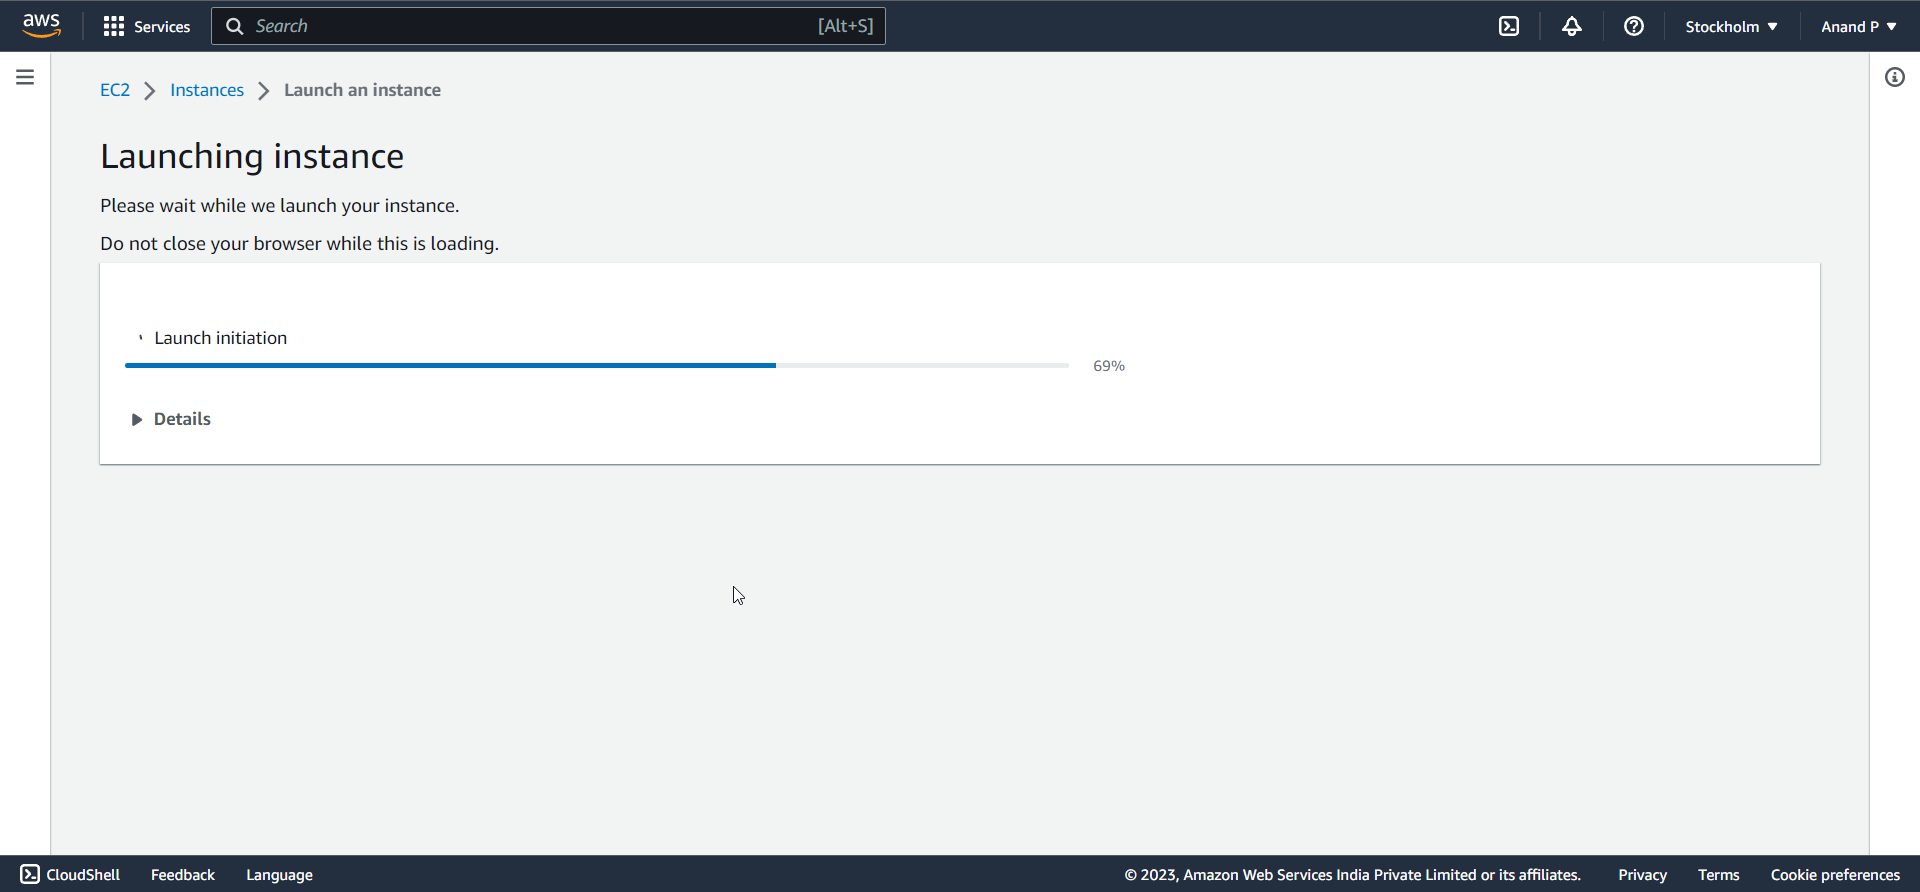 aws Services Search [Alt+S] Stockholm Anand P
EC2 Instances Launch an instance
Launching instance
Please wait while we launch your instance.
Do not close your browser while this is loading.
Launch initiation
69%
Details
CloudShell Feedback Language © 2023, Amazon Web Services India Private Limited or its affiliates. Privacy Terms Cookie preferences